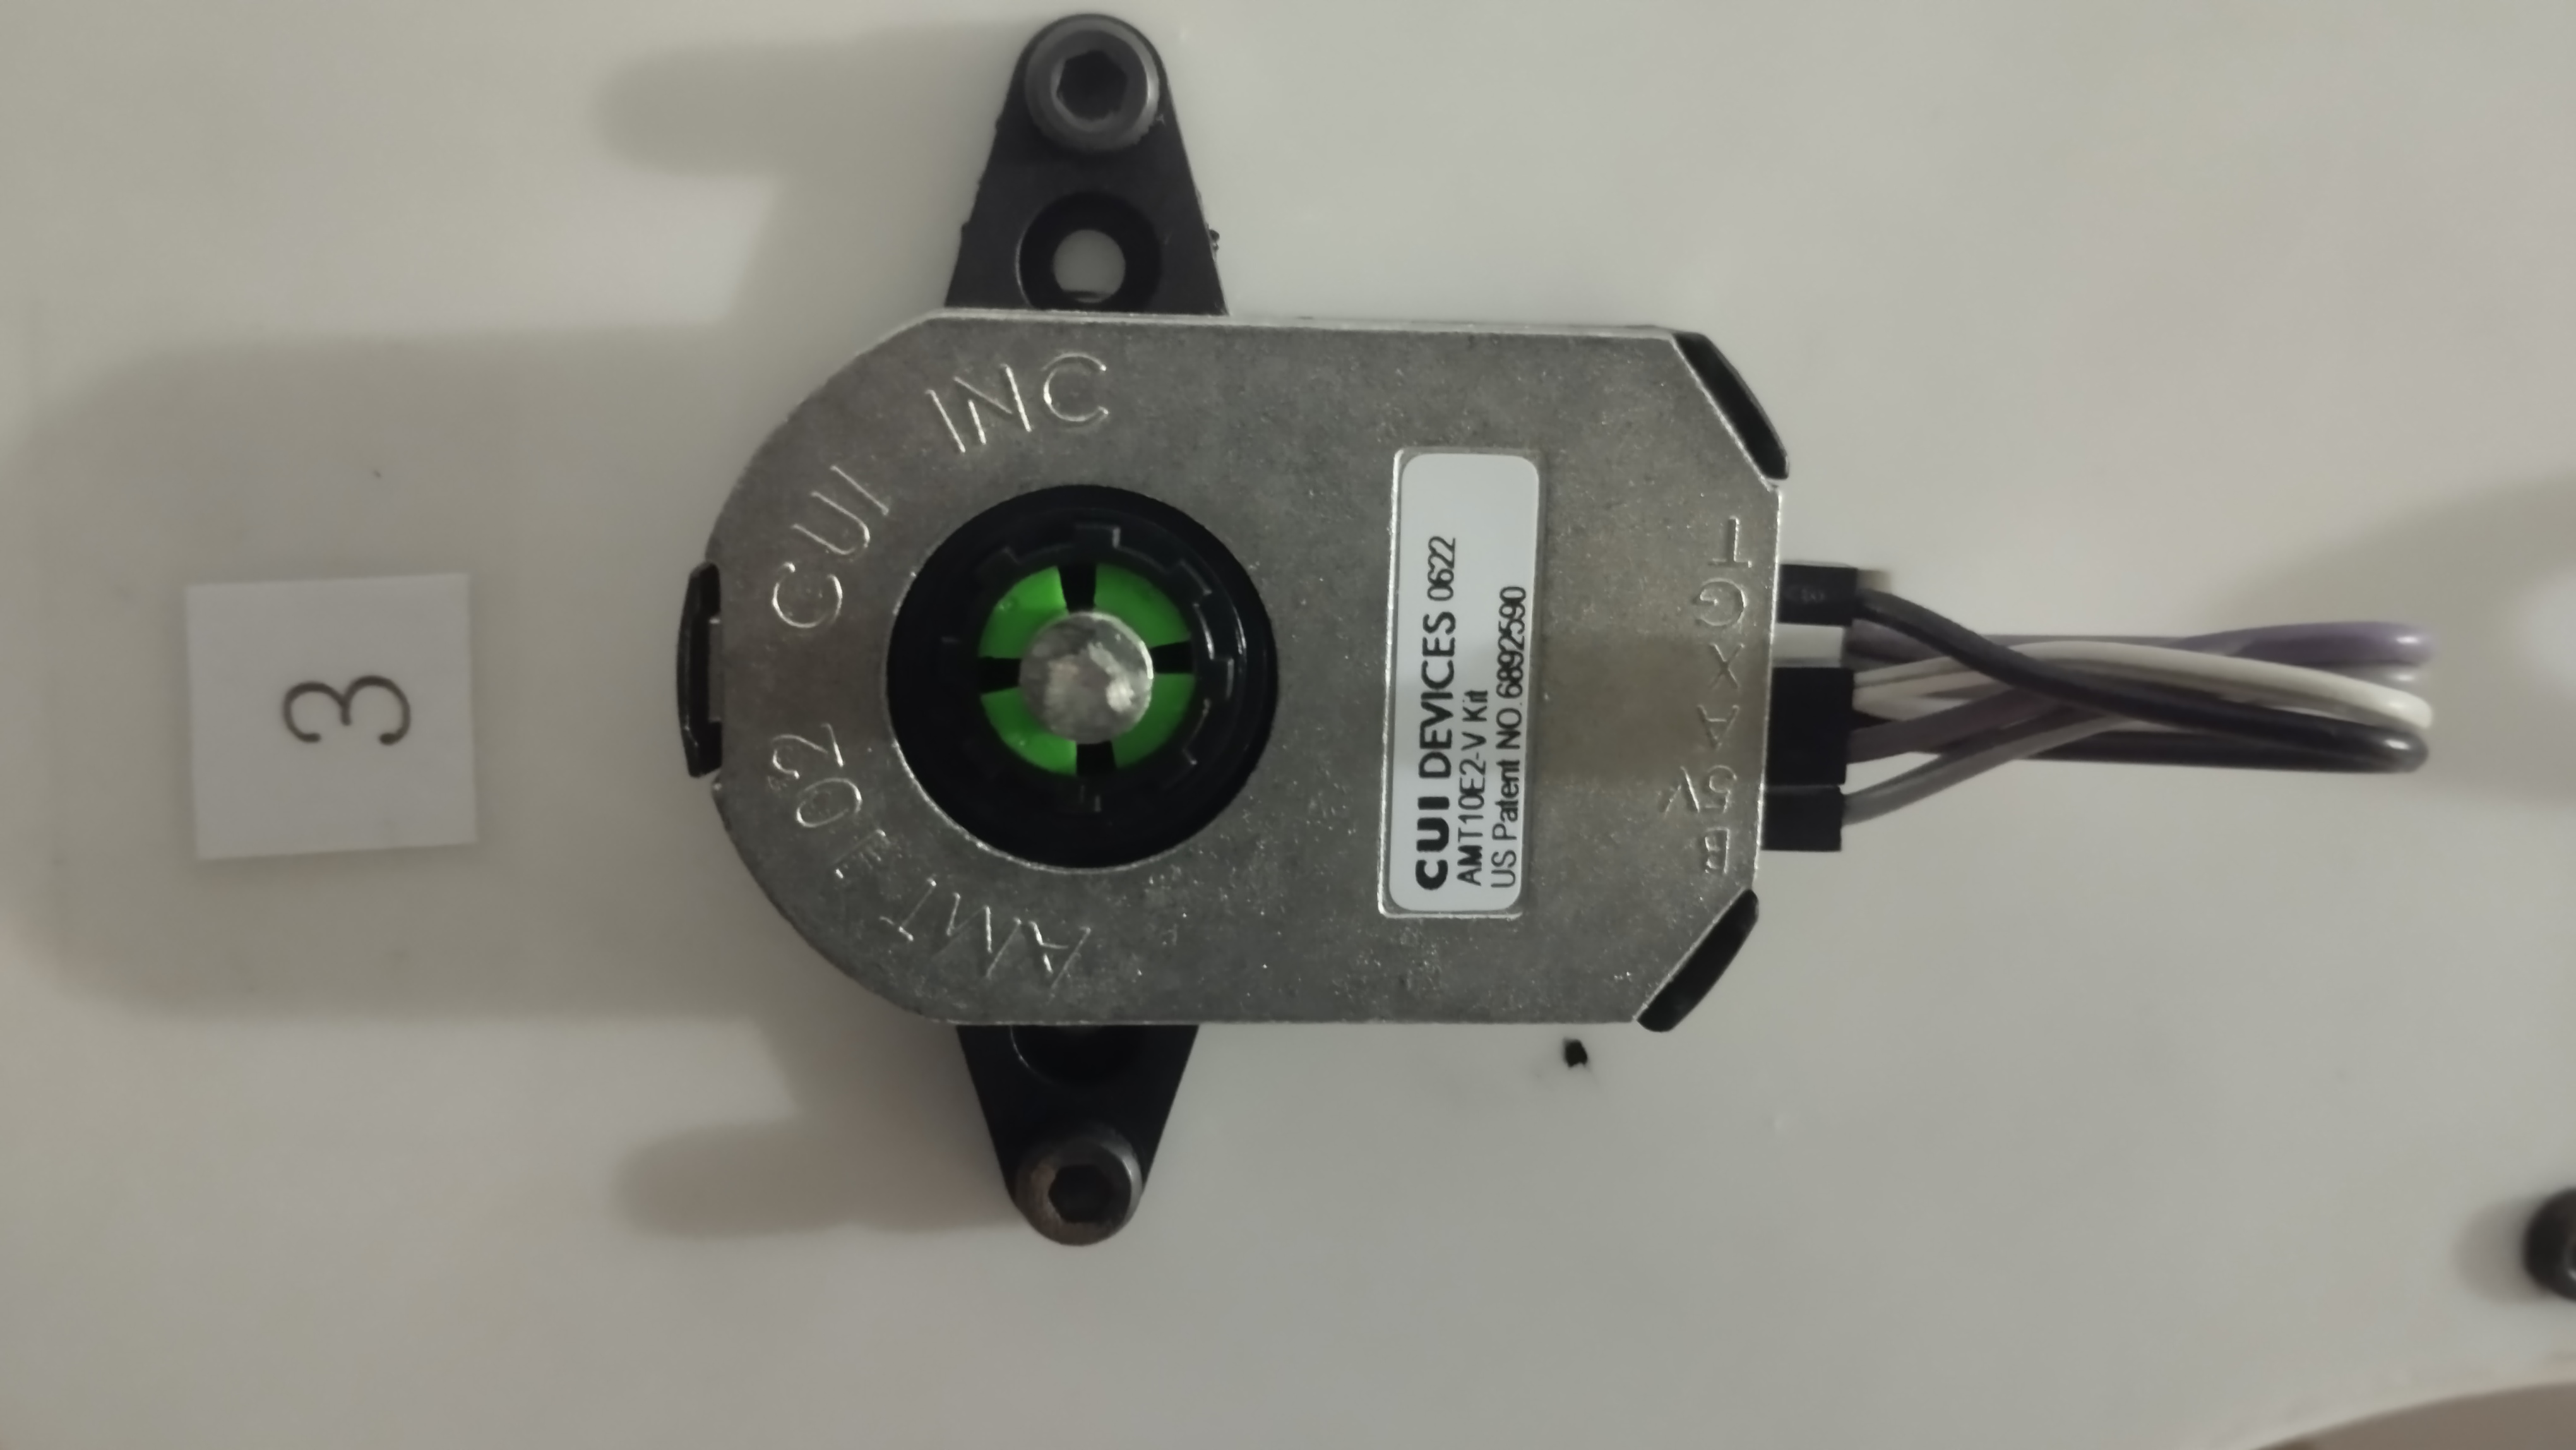 3
CUI INC
AMT 102
CUI DEVICES 0622
AMT10E2-V Kit
US Patent NO. 6892590
T
G
X
A
5V
B